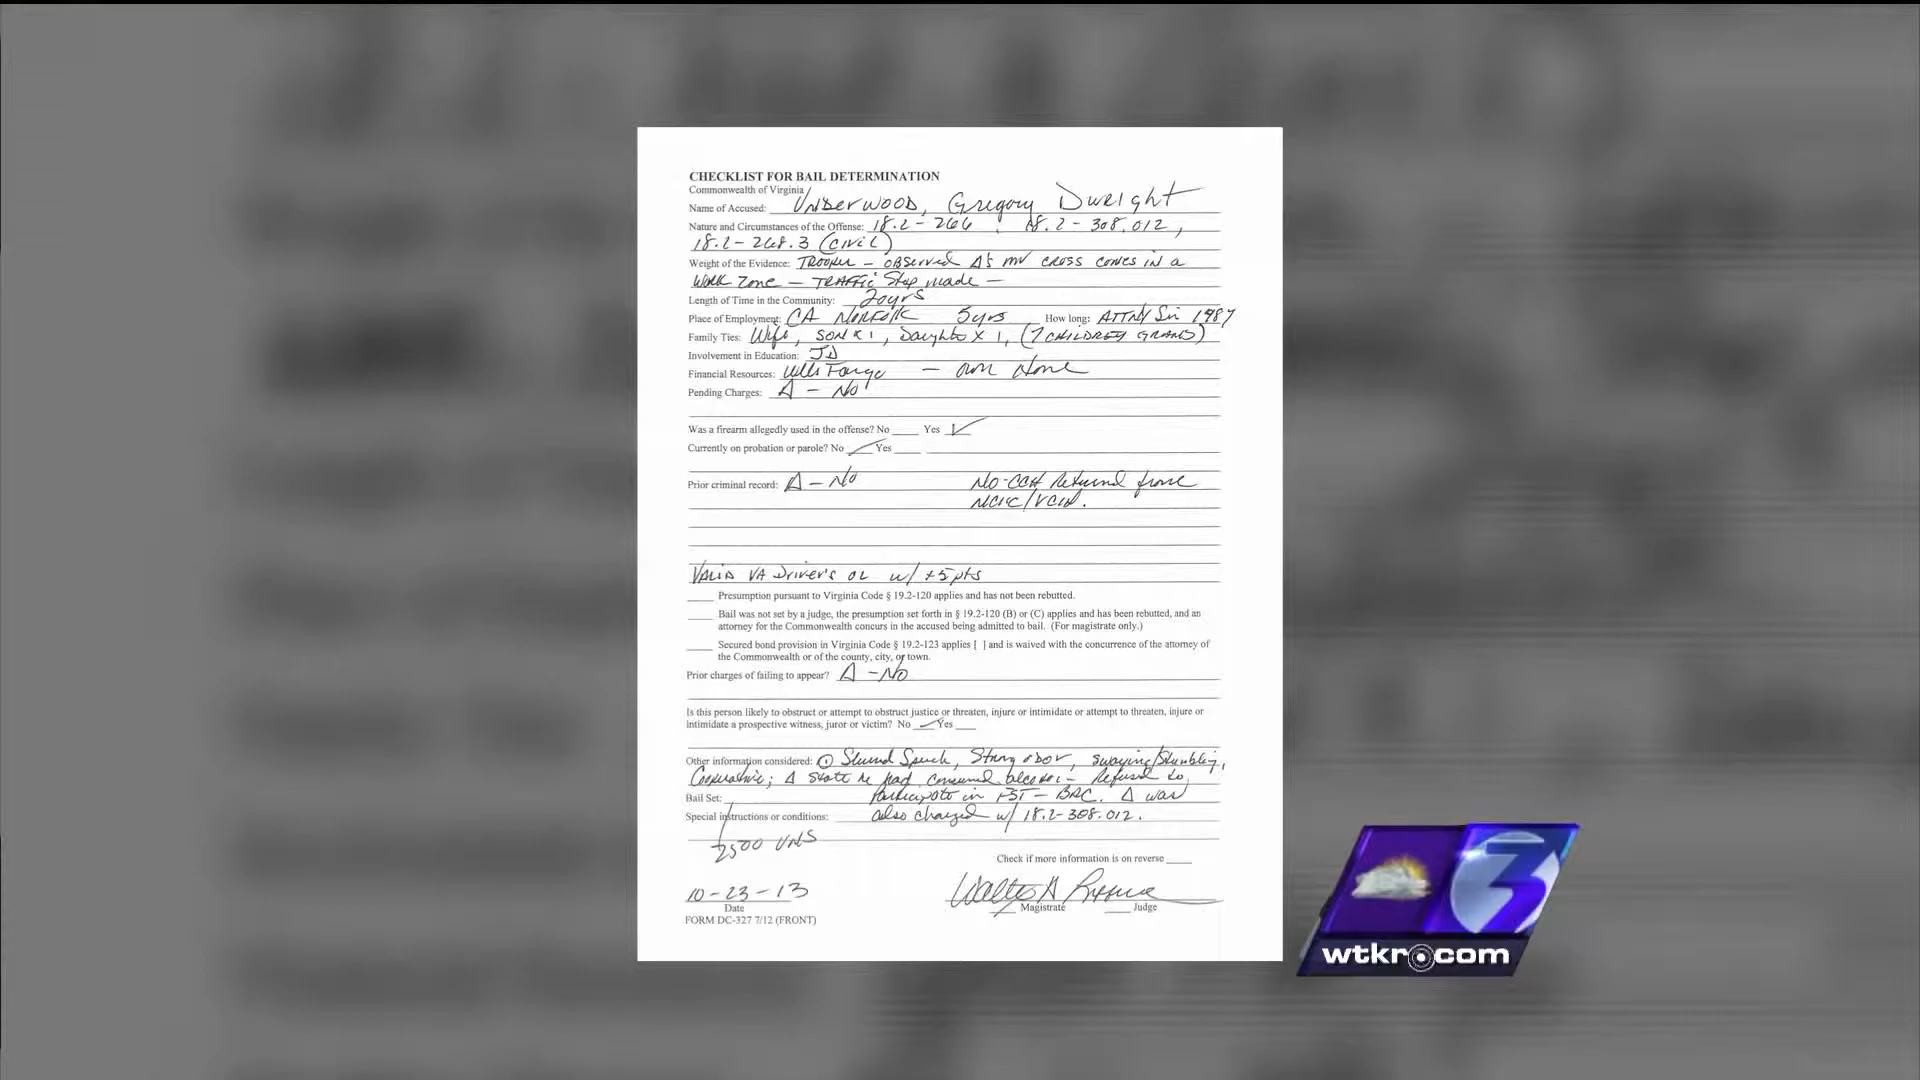 CHECKLIST FOR BAIL DETERMINATION
Commonwealth of Virginia
Name of Accused: UNDerWOOD, Gregory Dwright
Nature and Circumstances of the Offense: 18.2-266, 18.2-308.012,
18.2-268.3 (CIVIL)
Weight of the Evidence: TROOPER - OBSERVED Δ's MV CROSS CONES IN A
WORK ZONE - TRAFFIC Stop made -
Length of Time in the Community: 20yrs
Place of Employment: CA NORFOLK 5yrs How long: ATTNY Sin 1987
Family Ties: Wife, SON X 1, Daughter X 1, (7 CHILDREN GRAND)
Involvement in Education: JD
Financial Resources: Wells Fargo - own home
Pending Charges: Δ - No
Was a firearm allegedly used in the offense? No ____ Yes ✓
Currently on probation or parole? No ✓ Yes ____
Prior criminal record: Δ - No No-CCH Returned from
NCIC/VCIN.
Valid VA Driver's OL w/ +5 pts
____ Presumption pursuant to Virginia Code § 19.2-120 applies and has not been rebutted.
____ Bail was not set by a judge, the presumption set forth in § 19.2-120 (B) or (C) applies and has been rebutted, and an
attorney for the Commonwealth concurs in the accused being admitted to bail. (For magistrate only.)
____ Secured bond provision in Virginia Code § 19.2-123 applies [ ] and is waived with the concurrence of the attorney of
the Commonwealth or of the county, city, or town.
Prior charges of failing to appear? Δ - No
Is this person likely to obstruct or attempt to obstruct justice or threaten, injure or intimidate or attempt to threaten, injure or
intimidate a prospective witness, juror or victim? No ✓ Yes ____
Other information considered: Slurred Speech, Strong odor, swaying/stumbling,
Cooperative; Δ state he had consumed alcohol - Refused to
Bail Set: participate in FST - BAC. Δ was
Special instructions or conditions: also charged w/ 18.2-308.012.
2500 UNS
Check if more information is on reverse ____
10-23-13 Walter
Date ____ Magistrate ____ Judge
FORM DC-327 7/12 (FRONT)
3
wtkr.com